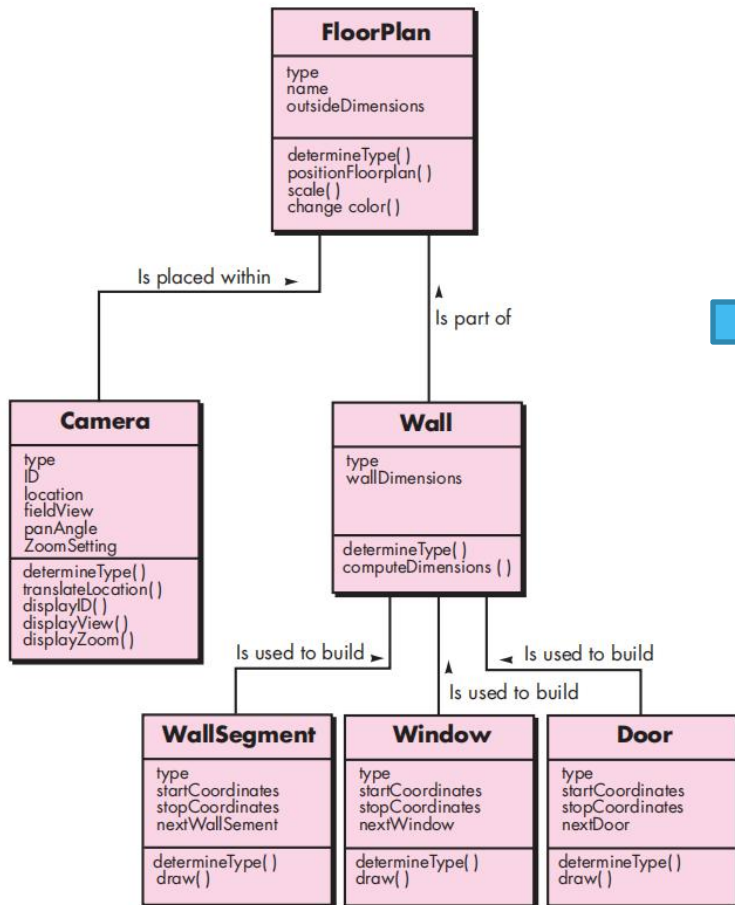 FloorPlan
type
name
outsideDimensions
determineType( )
positionFloorplan( )
scale( )
change color( )
Is placed within
Is part of
Camera
type
ID
location
fieldView
panAngle
ZoomSetting
determineType( )
translateLocation( )
displayID( )
displayView( )
displayZoom( )
Wall
type
wallDimensions
determineType( )
computeDimensions ( )
Is used to build
Is used to build
Is used to build
WallSegment
type
startCoordinates
stopCoordinates
nextWallSement
determineType( )
draw( )
Window
type
startCoordinates
stopCoordinates
nextWindow
determineType( )
draw( )
Door
type
startCoordinates
stopCoordinates
nextDoor
determineType( )
draw( )